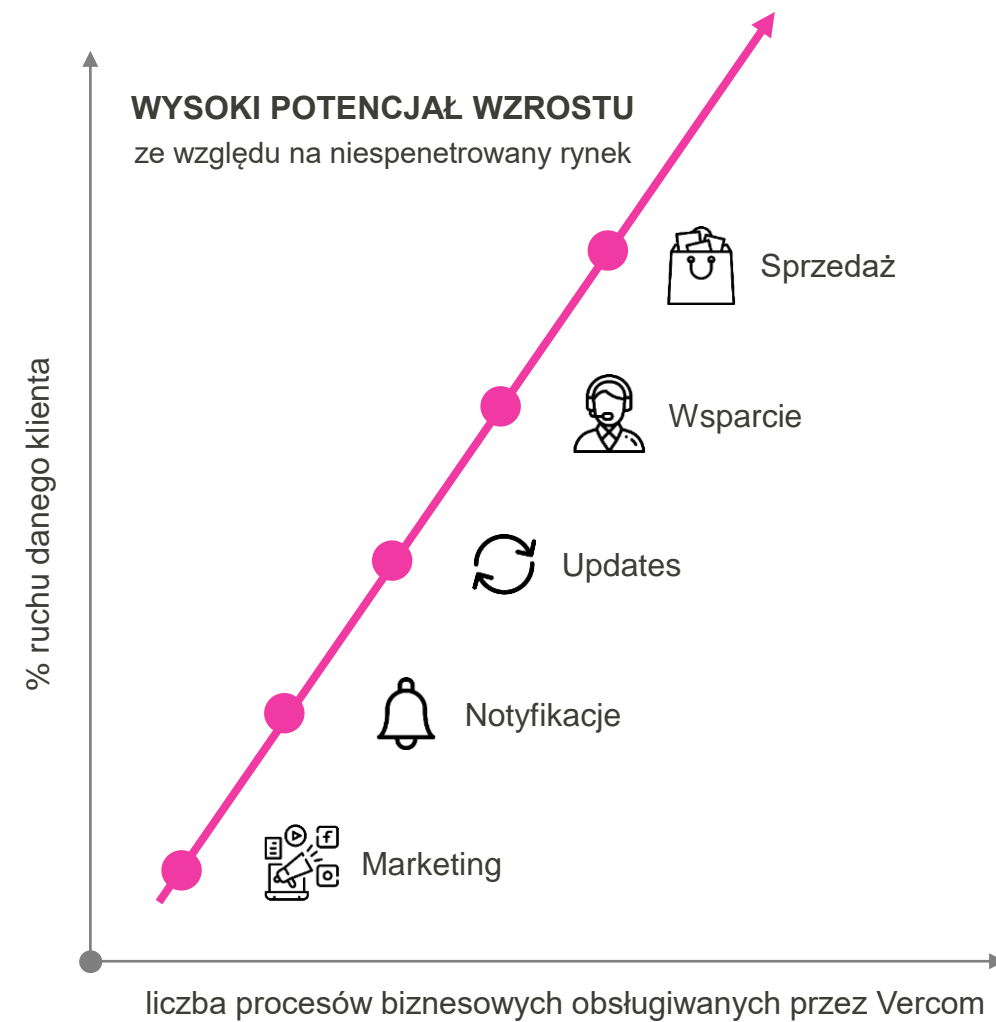 WYSOKI POTENCJAŁ WZROSTU
ze względu na niespenetrowany rynek
Sprzedaż
Wsparcie
% ruchu danego klienta
Updates
Notyfikacje
Marketing
liczba procesów biznesowych obsługiwanych przez Vercom